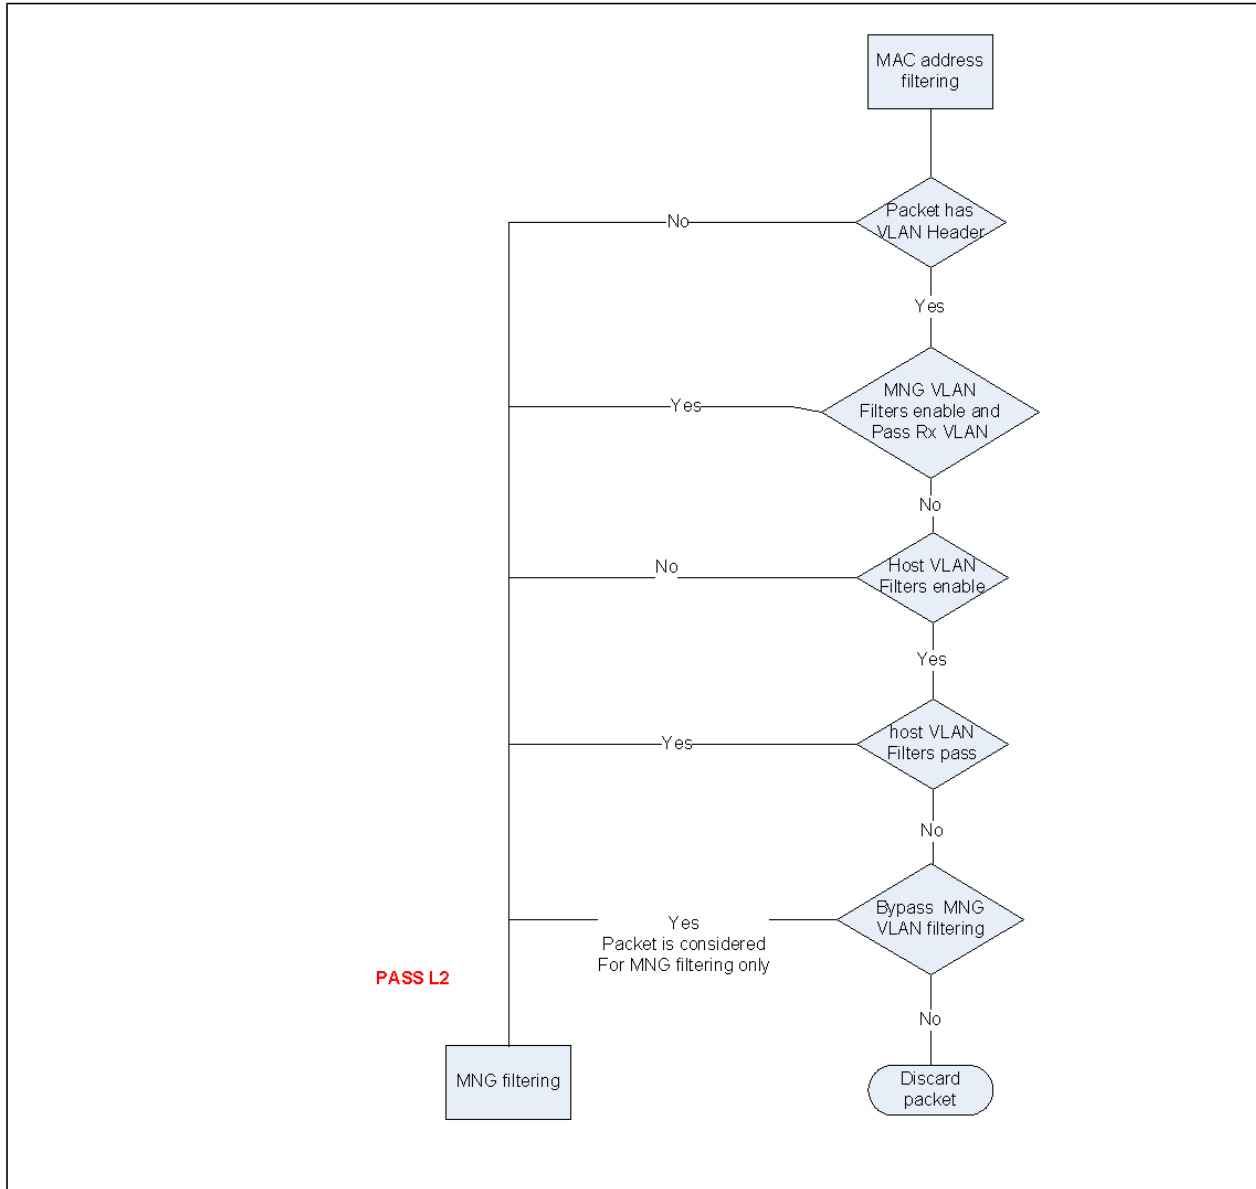 MAC address
filtering
Packet has
VLAN Header
No
Yes
MNG VLAN
Filters enable and
Pass Rx VLAN
Yes
No
Host VLAN
Filters enable
No
Yes
host VLAN
Filters pass
Yes
No
Bypass MNG
VLAN filtering
Yes
Packet is considered
For MNG filtering only
PASS L2
No
MNG filtering
Discard
packet